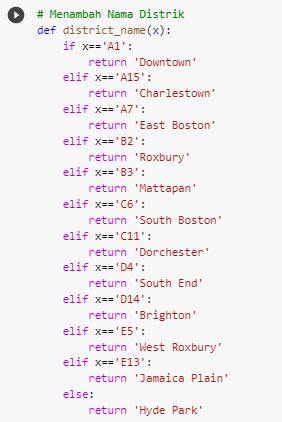 # Menambah Nama Distrik
def district_name(x):
    if x=='A1':
        return 'Downtown'
    elif x=='A15':
        return 'Charlestown'
    elif x=='A7':
        return 'East Boston'
    elif x=='B2':
        return 'Roxbury'
    elif x=='B3':
        return 'Mattapan'
    elif x=='C6':
        return 'South Boston'
    elif x=='C11':
        return 'Dorchester'
    elif x=='D4':
        return 'South End'
    elif x=='D14':
        return 'Brighton'
    elif x=='E5':
        return 'West Roxbury'
    elif x=='E13':
        return 'Jamaica Plain'
    else:
        return 'Hyde Park'